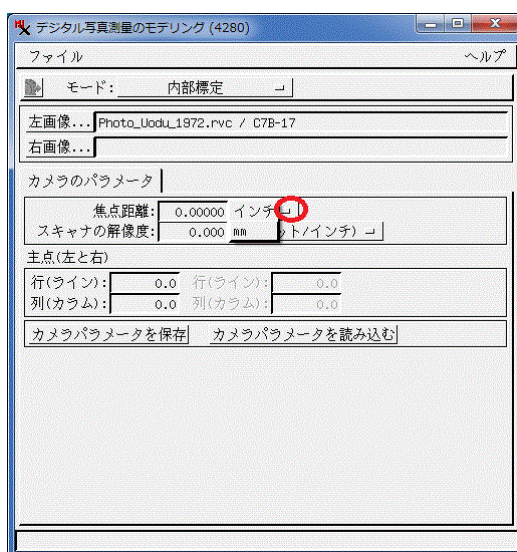 デジタル写真測量のモデリング (4280)
ファイル ヘルプ
モード: 内部標定
左画像... Photo_Uodu_1972.rvc / C7B-17
右画像...
カメラのパラメータ
焦点距離: 0.00000 インチ
スキャナの解像度: 0.000 mm ト/インチ)
主点(左と右)
行(ライン): 0.0 行(ライン): 0.0
列(カラム): 0.0 列(カラム): 0.0
カメラパラメータを保存 カメラパラメータを読み込む